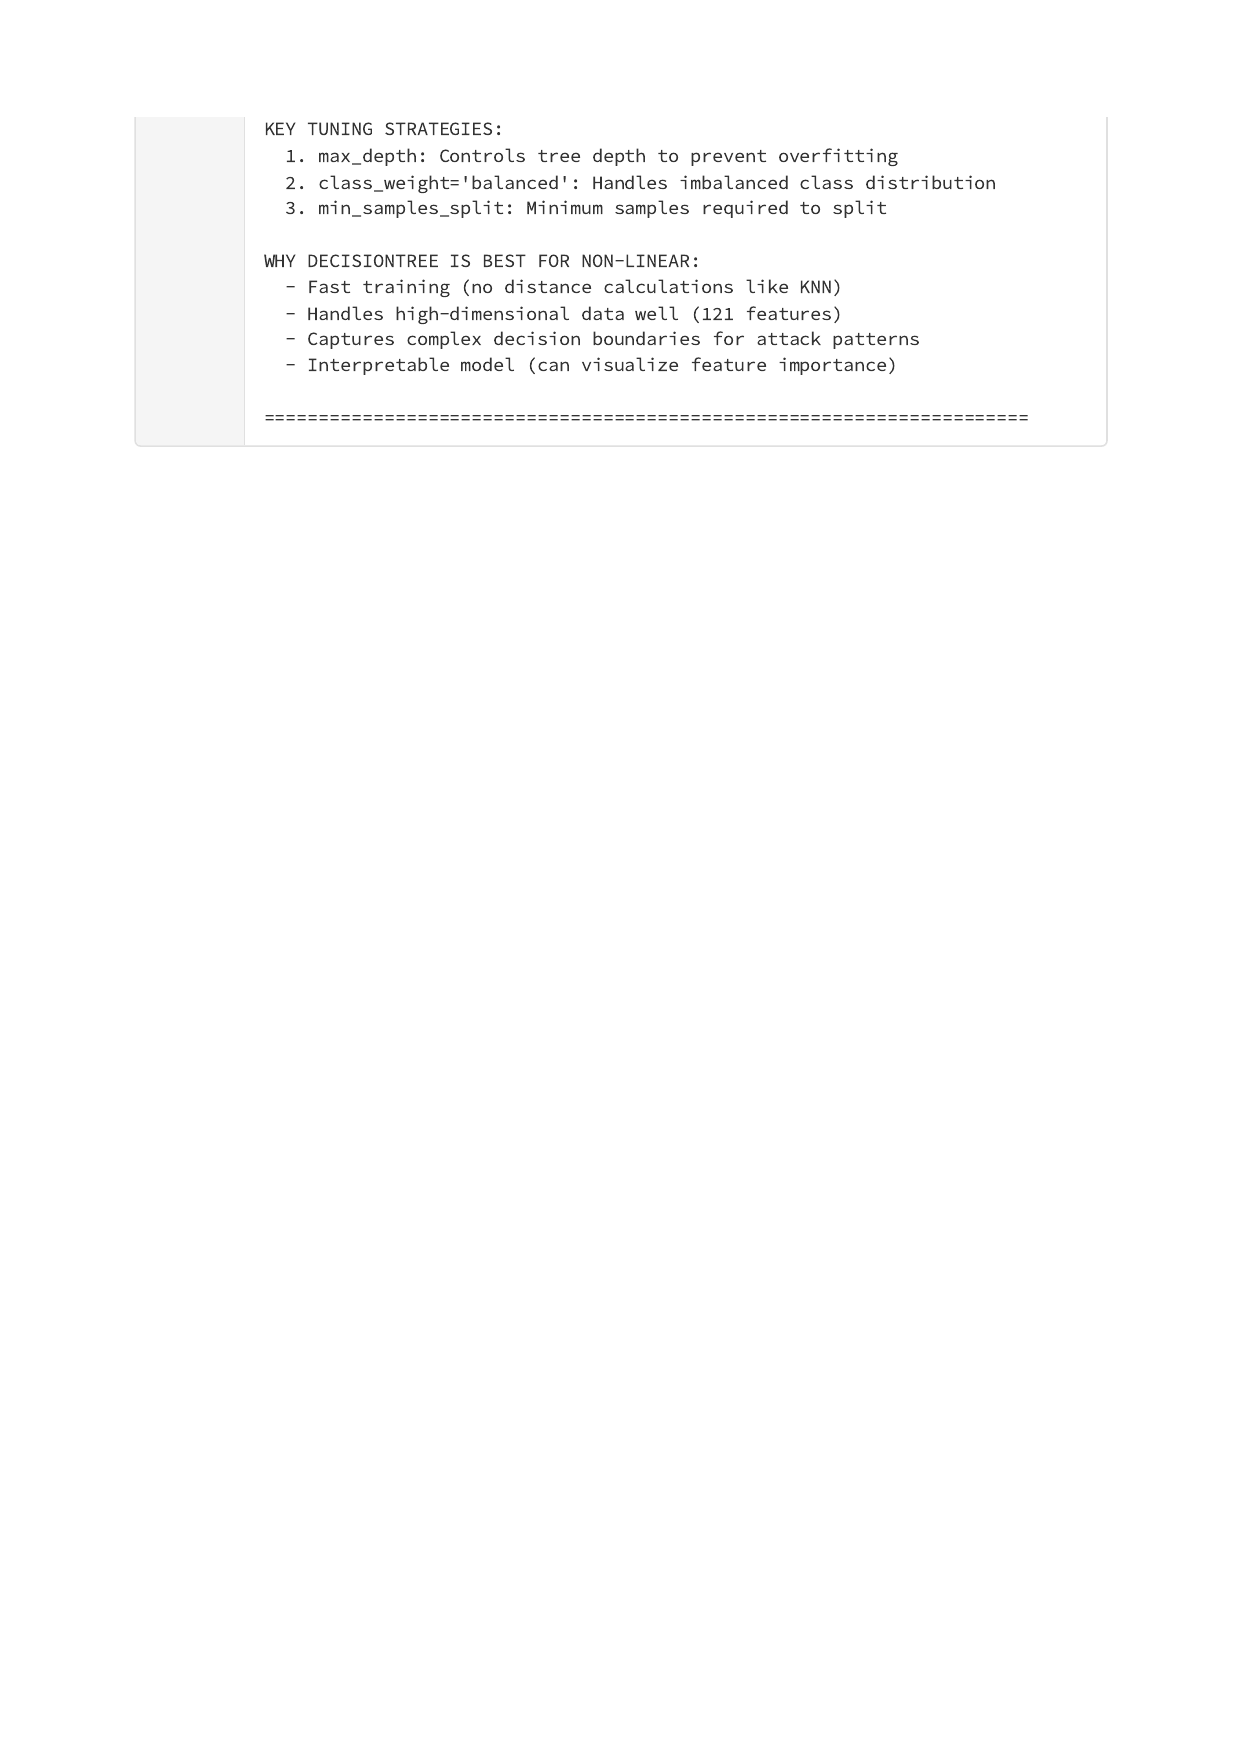 KEY TUNING STRATEGIES:
  1. max_depth: Controls tree depth to prevent overfitting
  2. class_weight='balanced': Handles imbalanced class distribution
  3. min_samples_split: Minimum samples required to split

WHY DECISIONTREE IS BEST FOR NON-LINEAR:
  - Fast training (no distance calculations like KNN)
  - Handles high-dimensional data well (121 features)
  - Captures complex decision boundaries for attack patterns
  - Interpretable model (can visualize feature importance)

======================================================================